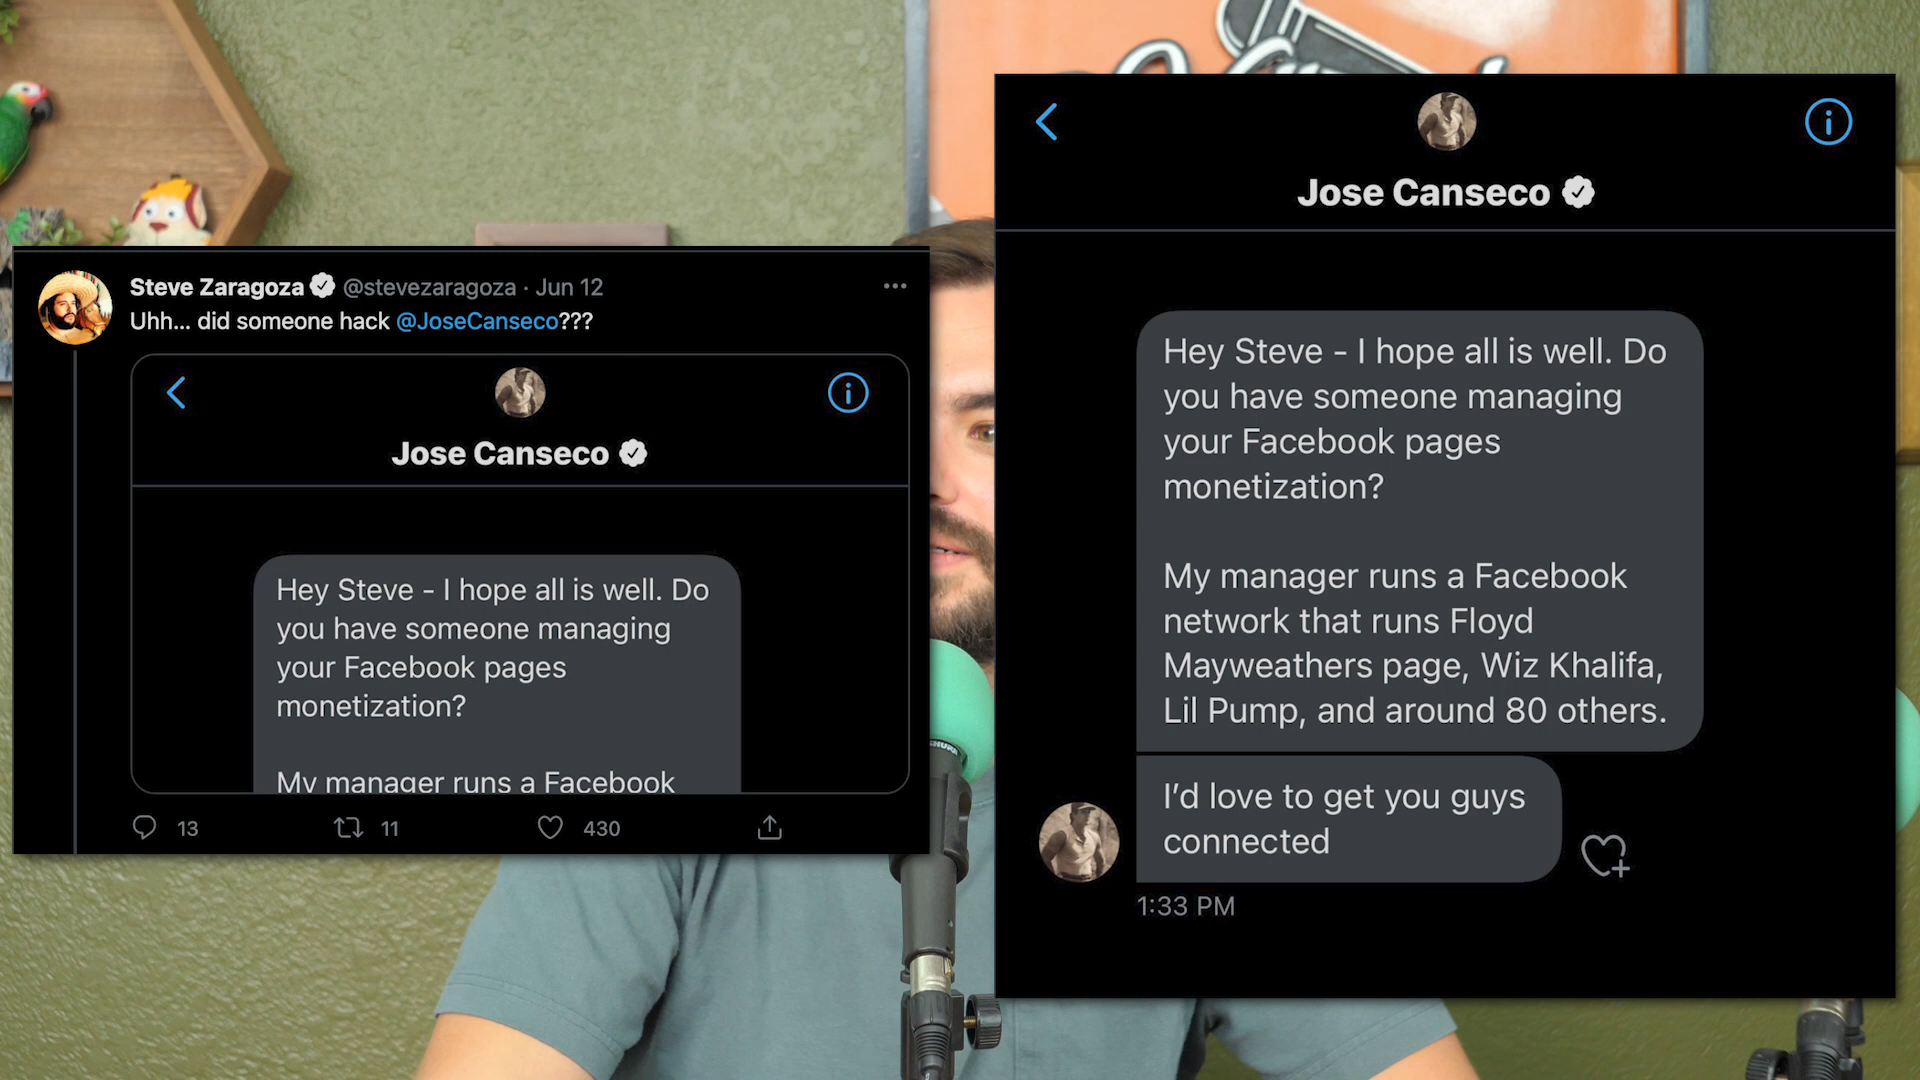 Steve Zaragoza @stevezaragoza · Jun 12
Uhh... did someone hack @JoseCanseco???
Jose Canseco
Hey Steve - I hope all is well. Do
you have someone managing
your Facebook pages
monetization?
My manager runs a Facebook
13 11 430
Jose Canseco
Hey Steve - I hope all is well. Do
you have someone managing
your Facebook pages
monetization?
My manager runs a Facebook
network that runs Floyd
Mayweathers page, Wiz Khalifa,
Lil Pump, and around 80 others.
I'd love to get you guys
connected
1:33 PM
SHURE